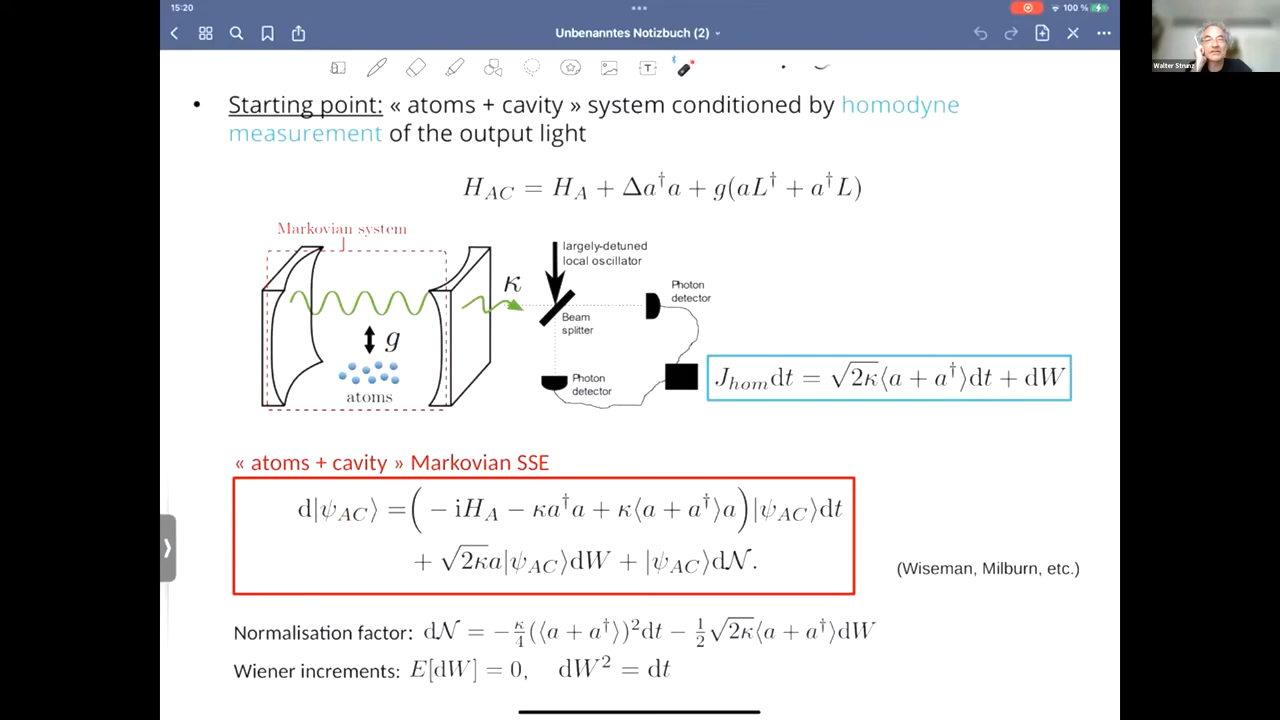 15:20
100 %
Unbenanntes Notizbuch (2)
Walter Strunz
• Starting point: « atoms + cavity » system conditioned by homodyne
measurement of the output light
H_{AC} = H_A + Δa†a + g(aL† + a†L)
Markovian system
largely-detuned
local oscillator
κ
Photon
detector
Beam
splitter
g
Photon
detector
atoms
J_{hom}dt = √2κ⟨a + a†⟩dt + dW
« atoms + cavity » Markovian SSE
d|ψ_{AC}⟩ =( − iH_A − κa†a + κ⟨a + a†⟩a)|ψ_{AC}⟩dt
+ √2κa|ψ_{AC}⟩dW + |ψ_{AC}⟩d𝒩.
(Wiseman, Milburn, etc.)
Normalisation factor: d𝒩 = −κ/4(⟨a + a†⟩)²dt − 1/2√2κ⟨a + a†⟩dW
Wiener increments: E[dW] = 0, dW² = dt